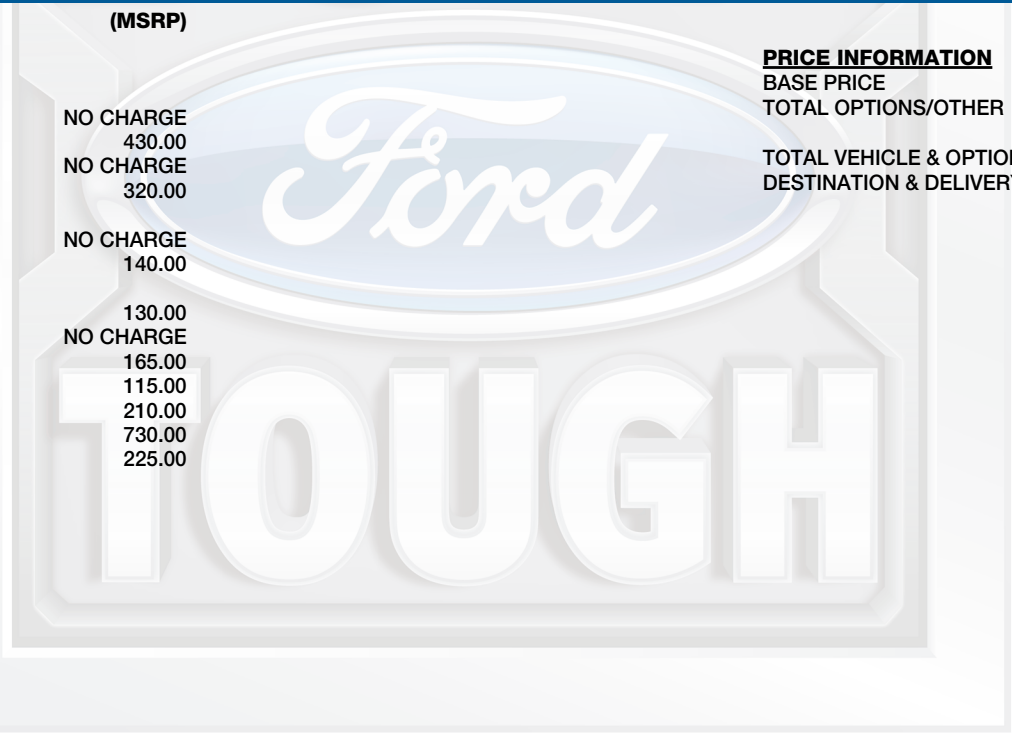 (MSRP)
NO CHARGE
430.00
NO CHARGE
320.00
NO CHARGE
140.00
130.00
NO CHARGE
165.00
115.00
210.00
730.00
225.00
PRICE INFORMATION
BASE PRICE
TOTAL OPTIONS/OTHER
TOTAL VEHICLE & OPTION
DESTINATION & DELIVERY
Ford
TOUGH